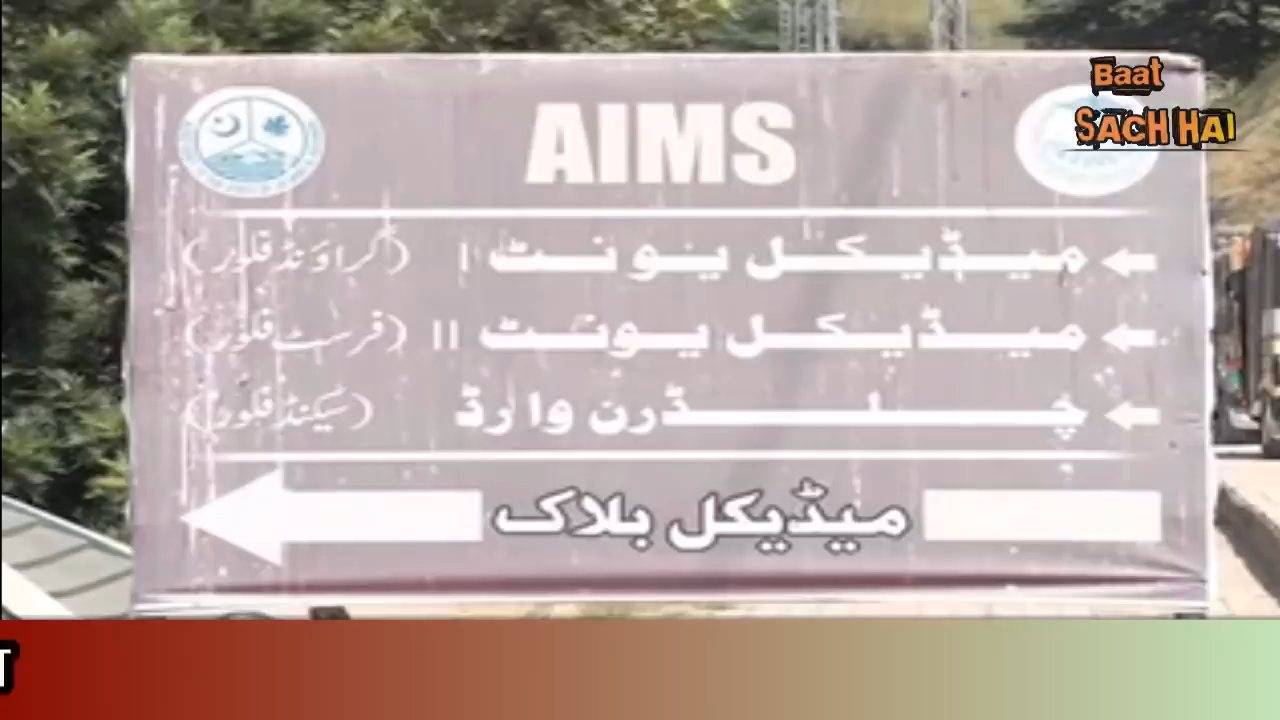 Baat
SACH HAI
AIMS
میڈیکل یونٹ I (گراؤنڈ فلور)
میڈیکل یونٹ II (فرسٹ فلور)
چلڈرن وارڈ (سیکنڈ فلور)
میڈیکل بلاک